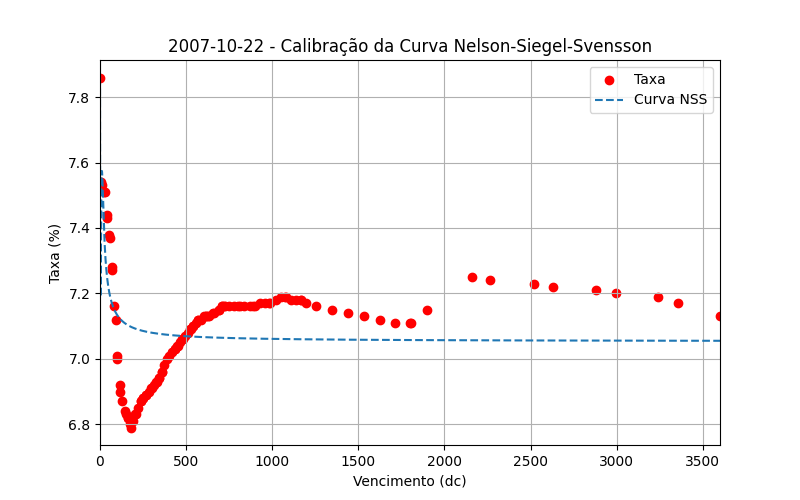 2007-10-22 - Calibração da Curva Nelson-Siegel-Svensson
Taxa
Curva NSS
Taxa (%)
7.8
7.6
7.4
7.2
7.0
6.8
0 500 1000 1500 2000 2500 3000 3500
Vencimento (dc)